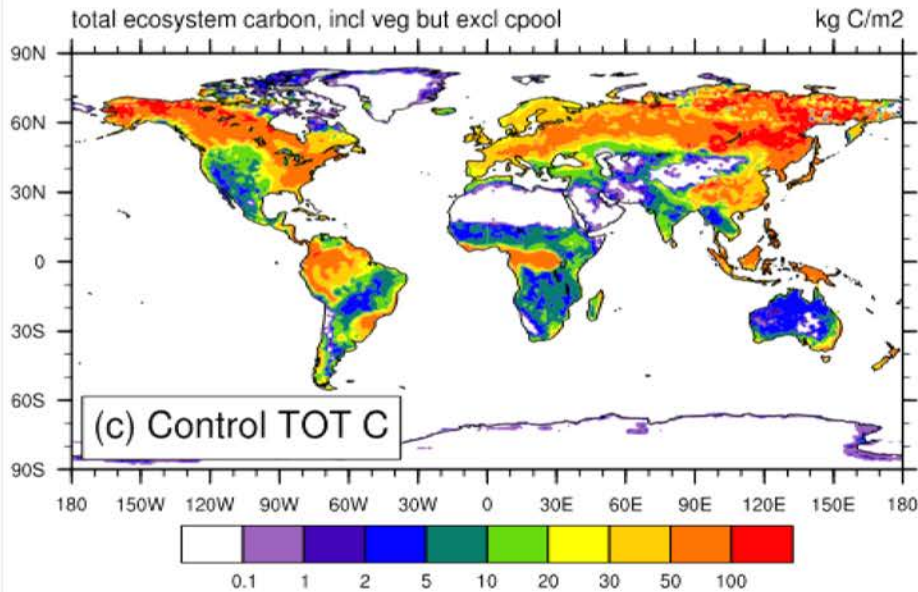 total ecosystem carbon, incl veg but excl cpool kg C/m2
90N
60N
30N
0
30S
60S
90S
(c) Control TOT C
180 150W 120W 90W 60W 30W 0 30E 60E 90E 120E 150E 180
0.1 1 2 5 10 20 30 50 100